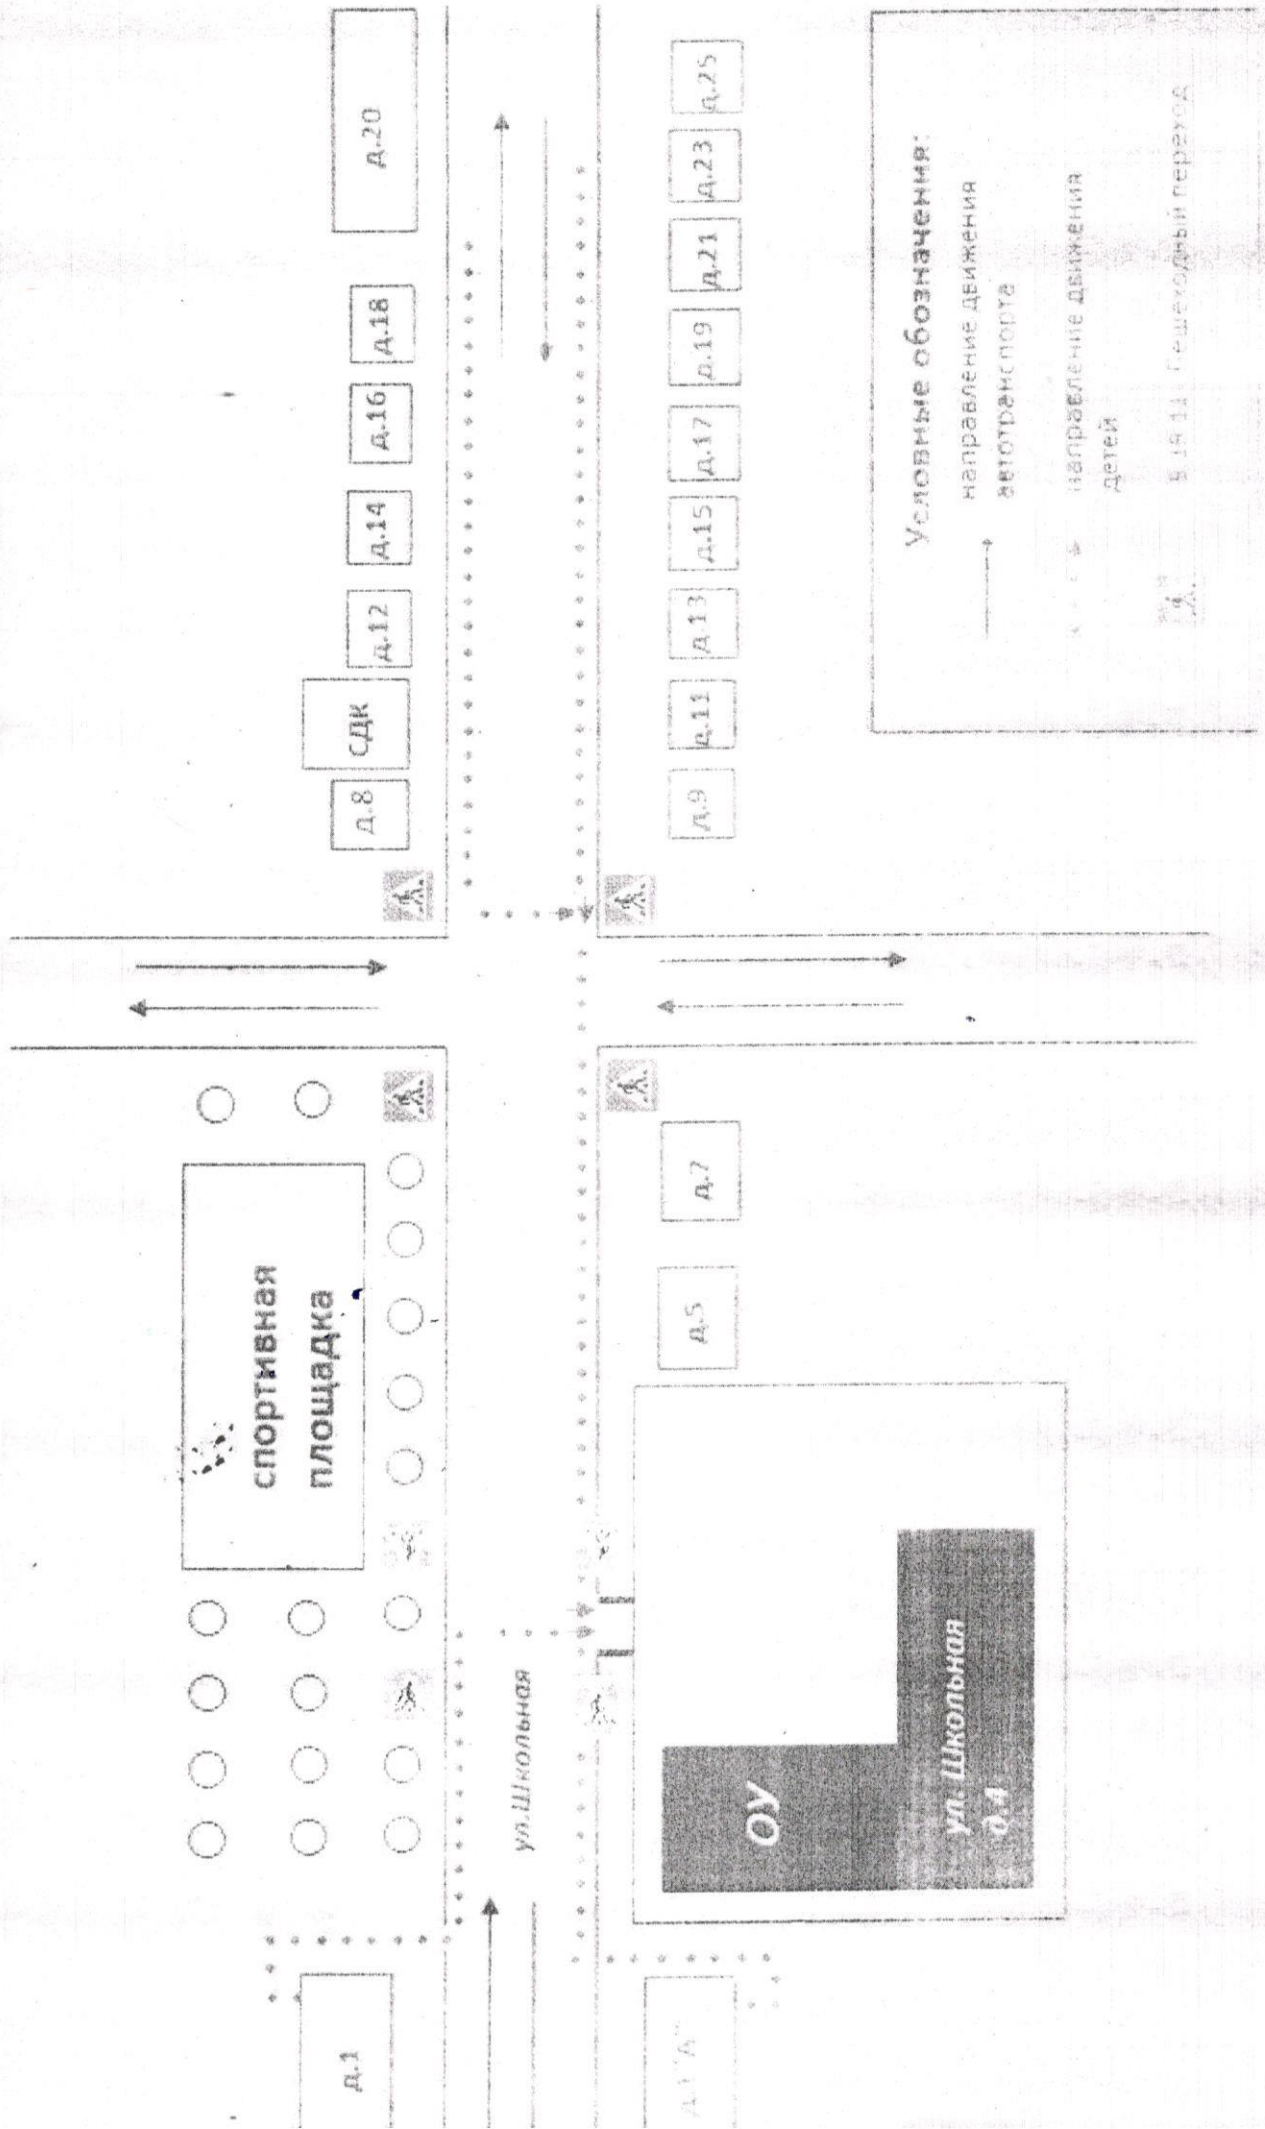 д.20
д.18
д.16
д.14
д.12
СДК
д.8
д.25
д.23
д.21
д.19
д.17
д.15
д.13
д.11
д.9
Условные обозначения:
направление движения
автотранспорта
направление движения
детей
пешеходный переход
спортивная
площадка
д.7
д.5
ул.Школьная
ОУ
ул. Школьная
д.4
д.1